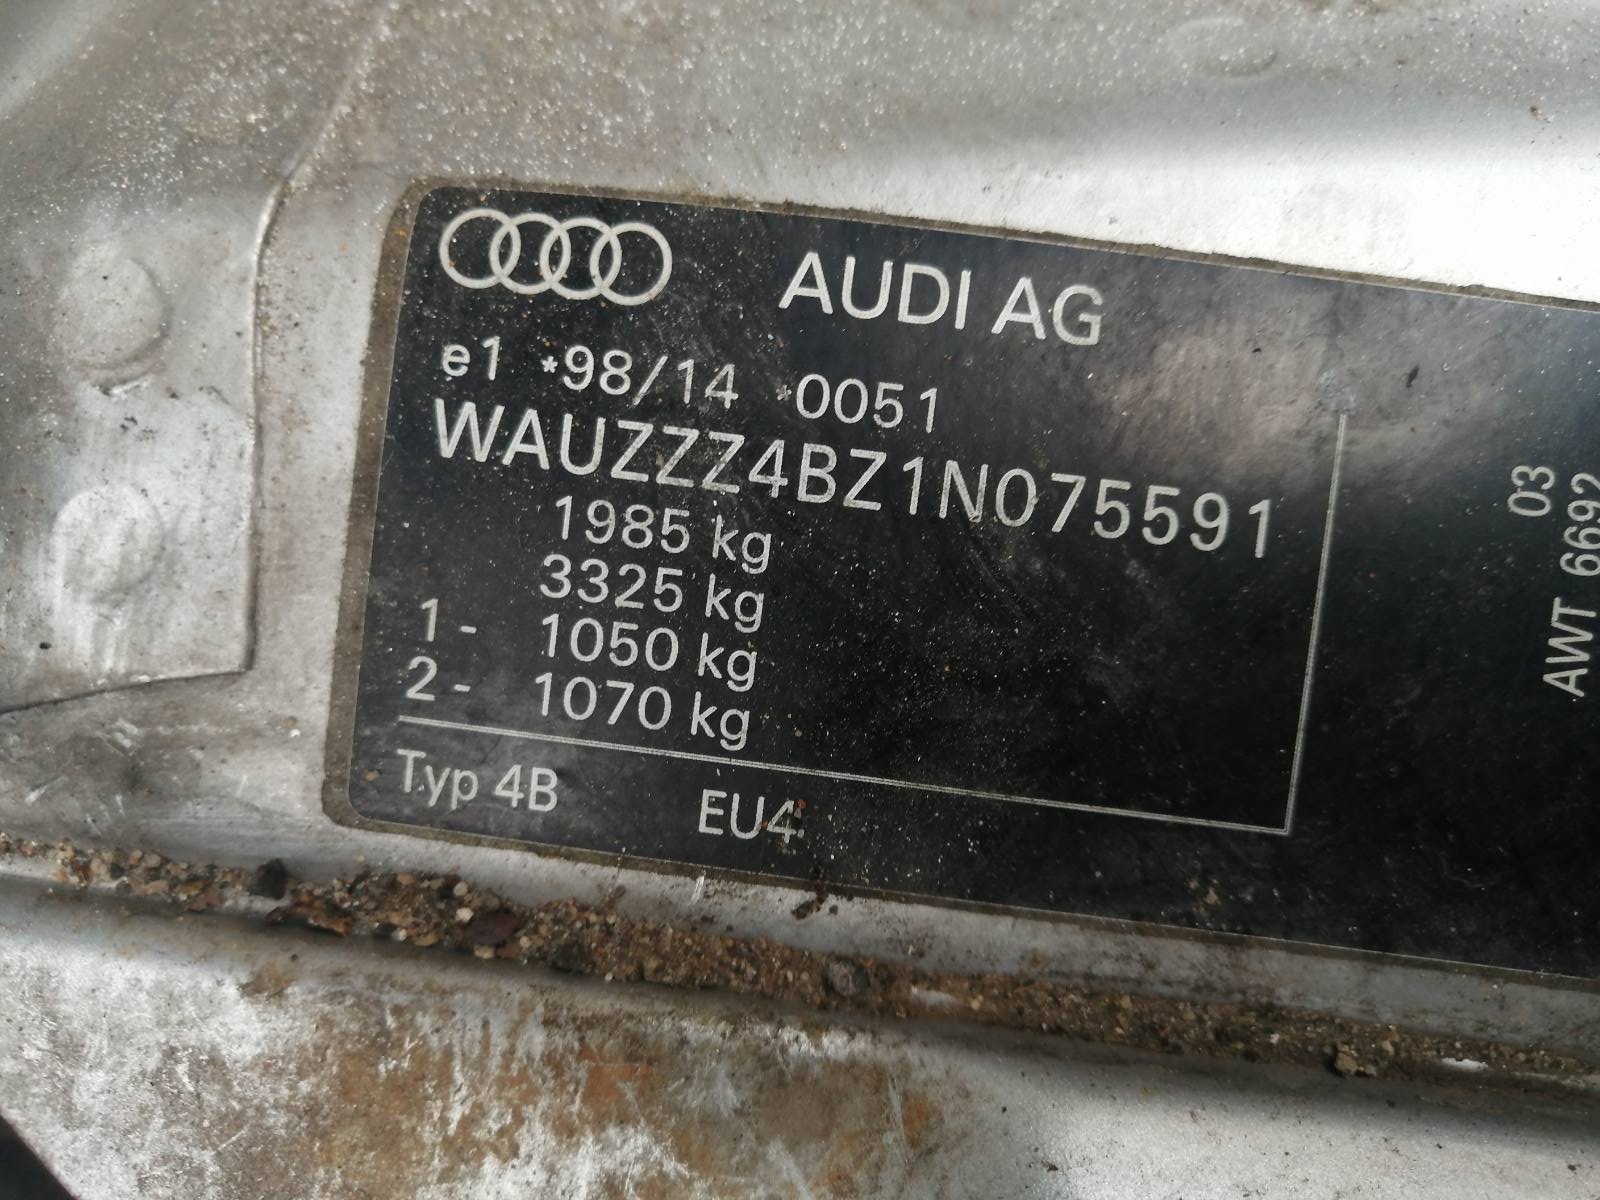 AUDI AG
e1 *98/14 *0051
WAUZZZ4BZ1N075591
1985 kg
3325 kg
1 - 1050 kg
2 - 1070 kg
Typ 4B EU4
03
AWT 6692